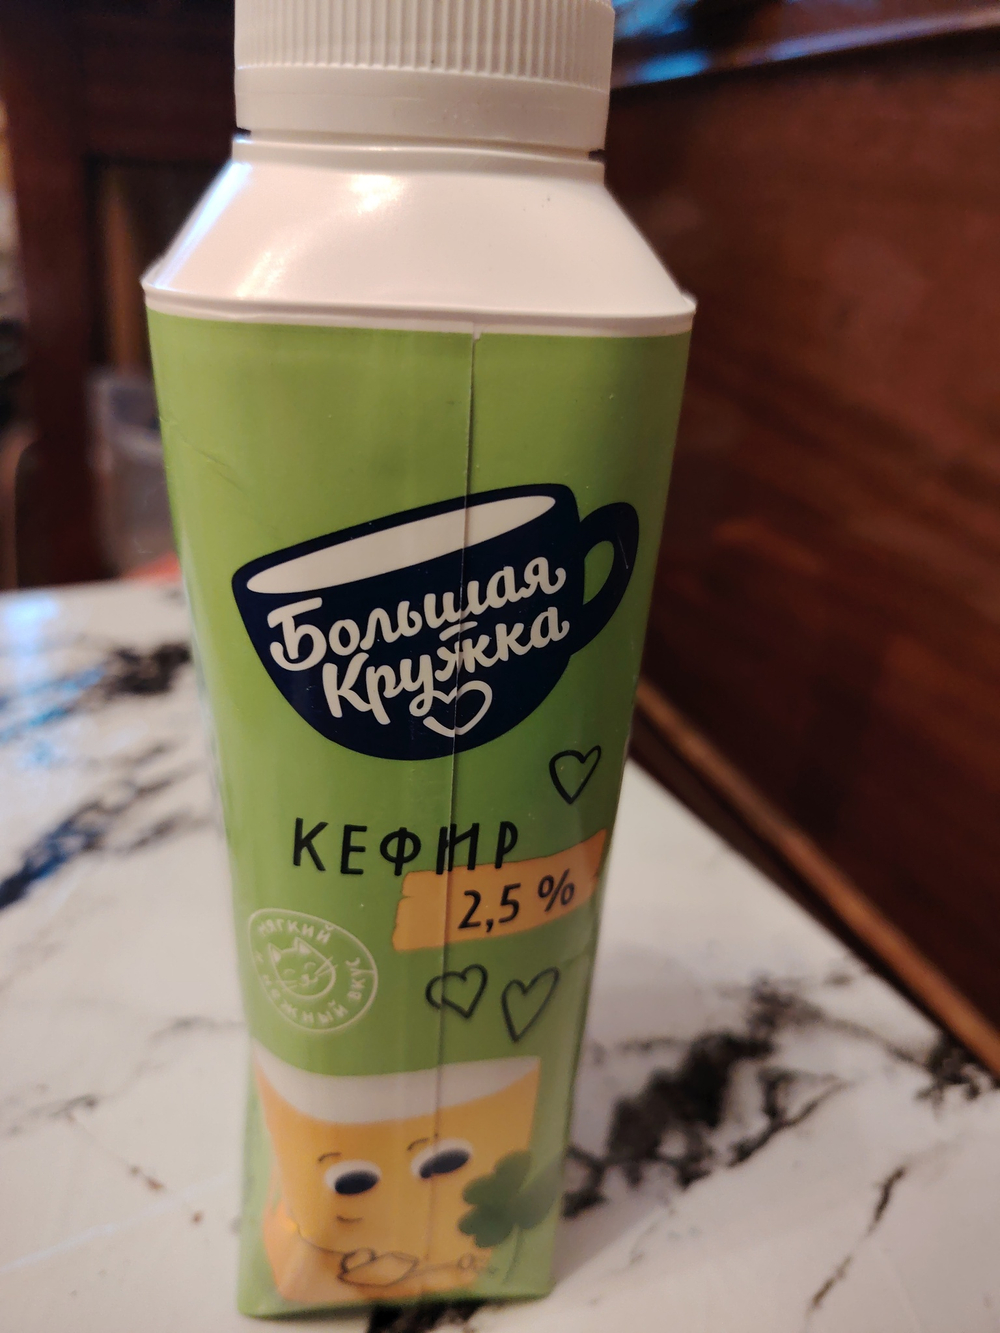 Большая
Кружка
КЕФИР
2,5 %
МЯГКИЙ
И НЕЖНЫЙ ВКУС